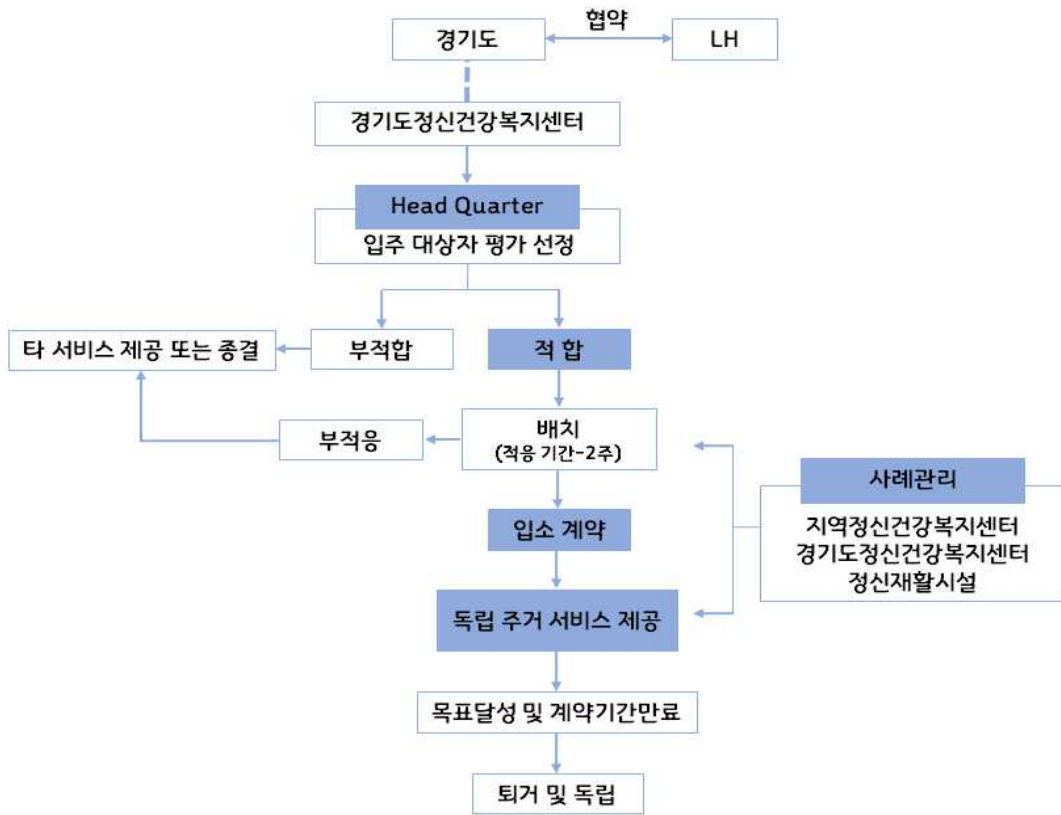 협약
경기도
LH
경기도정신건강복지센터
Head Quarter
입주 대상자 평가 선정
타 서비스 제공 또는 종결
부적합
적 합
부적응
배치
(적응 기간-2주)
사례관리
지역정신건강복지센터
경기도정신건강복지센터
정신재활시설
입소 계약
독립 주거 서비스 제공
목표달성 및 계약기간만료
퇴거 및 독립